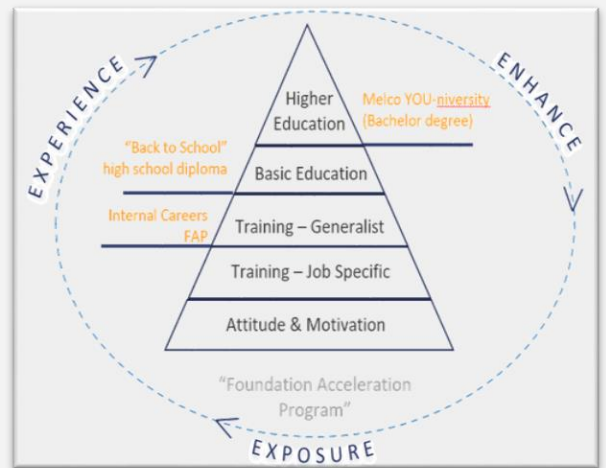 EXPERIENCE
ENHANCE
Higher
Education
Melco YOU-niversity
(Bachelor degree)
"Back to School"
high school diploma
Basic Education
Internal Careers
FAP
Training – Generalist
Training – Job Specific
Attitude & Motivation
"Foundation Acceleration
Program"
EXPOSURE